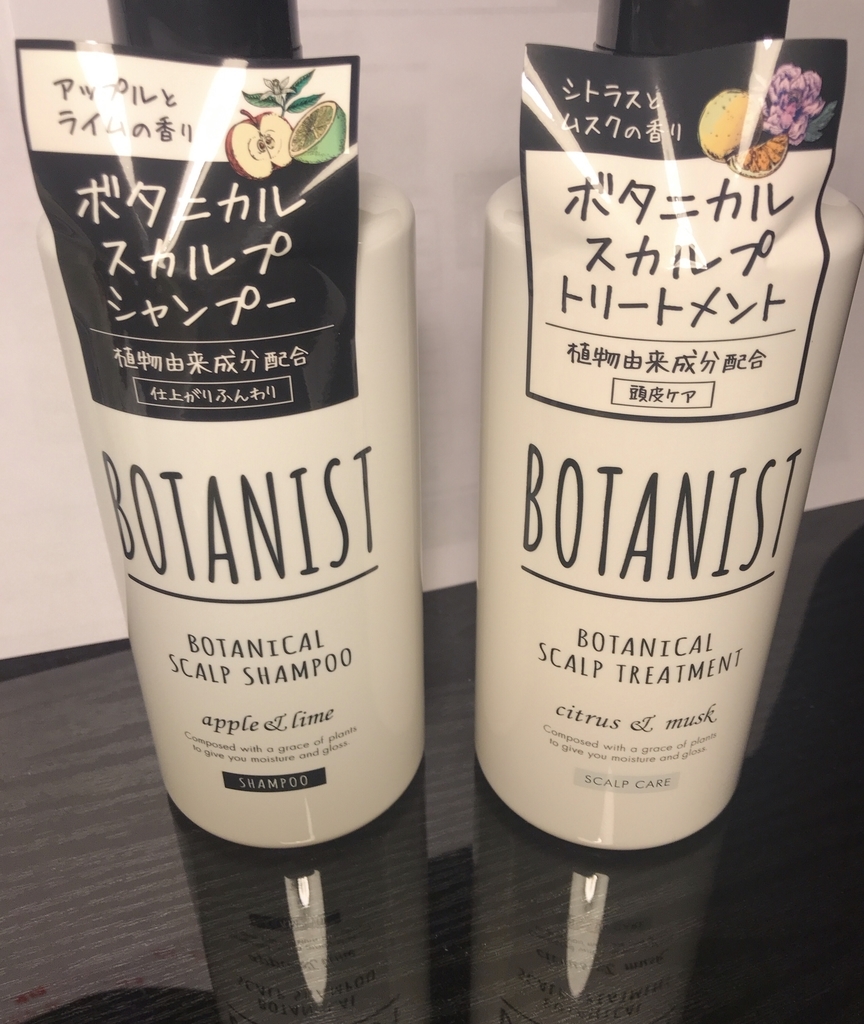 アップルと
ライムの香り
ボタニカル
スカルプ
シャンプー
植物由来成分配合
仕上がりふんわり
BOTANIST
BOTANICAL
SCALP SHAMPOO
apple & lime
Composed with a grace of plants
to give you moisture and gloss.
SHAMPOO
シトラスと
ムスクの香り
ボタニカル
スカルプ
トリートメント
植物由来成分配合
頭皮ケア
BOTANIST
BOTANICAL
SCALP TREATMENT
citrus & musk
Composed with a grace of plants
to give you moisture and gloss.
SCALP CARE